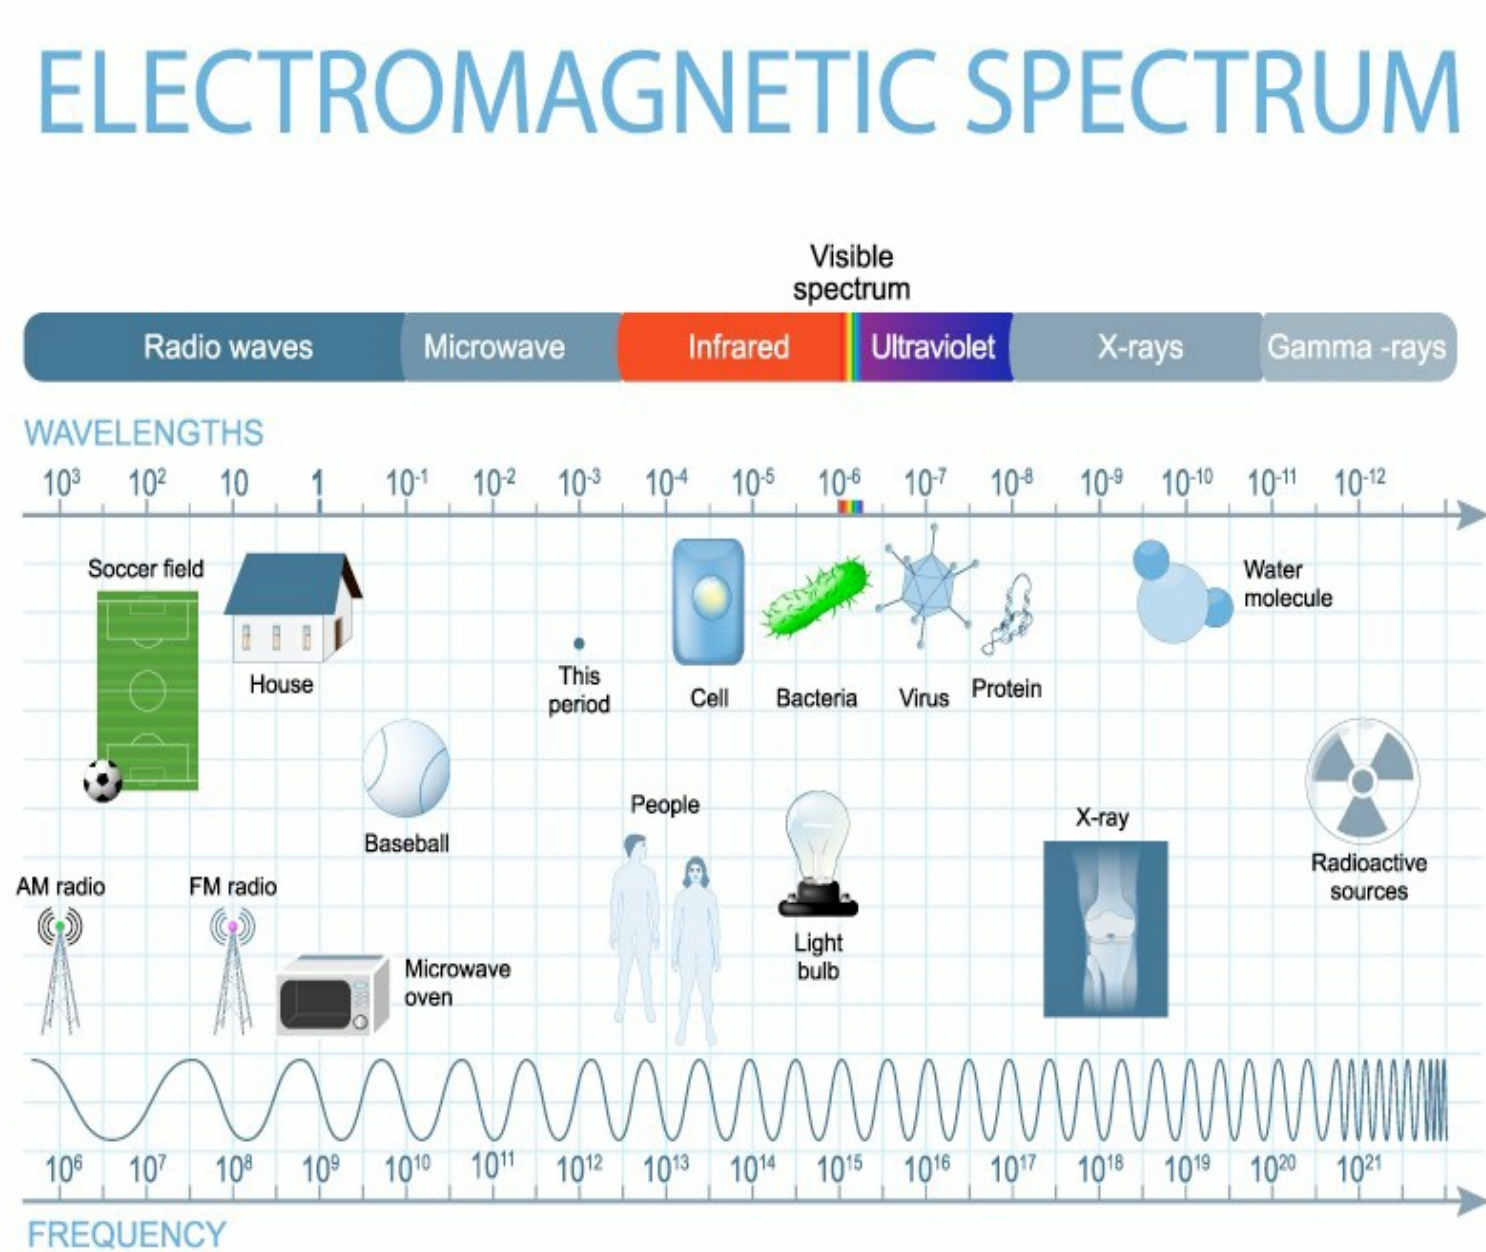 ELECTROMAGNETIC SPECTRUM
Visible
spectrum
Radio waves Microwave Infrared Ultraviolet X-rays Gamma -rays
WAVELENGTHS
10³ 10² 10 1 10⁻¹ 10⁻² 10⁻³ 10⁻⁴ 10⁻⁵ 10⁻⁶ 10⁻⁷ 10⁻⁸ 10⁻⁹ 10⁻¹⁰ 10⁻¹¹ 10⁻¹²
Soccer field
House
This
period
Cell
Bacteria
Virus
Protein
Water
molecule
Baseball
People
Light
bulb
X-ray
Radioactive
sources
AM radio
FM radio
Microwave
oven
10⁶ 10⁷ 10⁸ 10⁹ 10¹⁰ 10¹¹ 10¹² 10¹³ 10¹⁴ 10¹⁵ 10¹⁶ 10¹⁷ 10¹⁸ 10¹⁹ 10²⁰ 10²¹
FREQUENCY